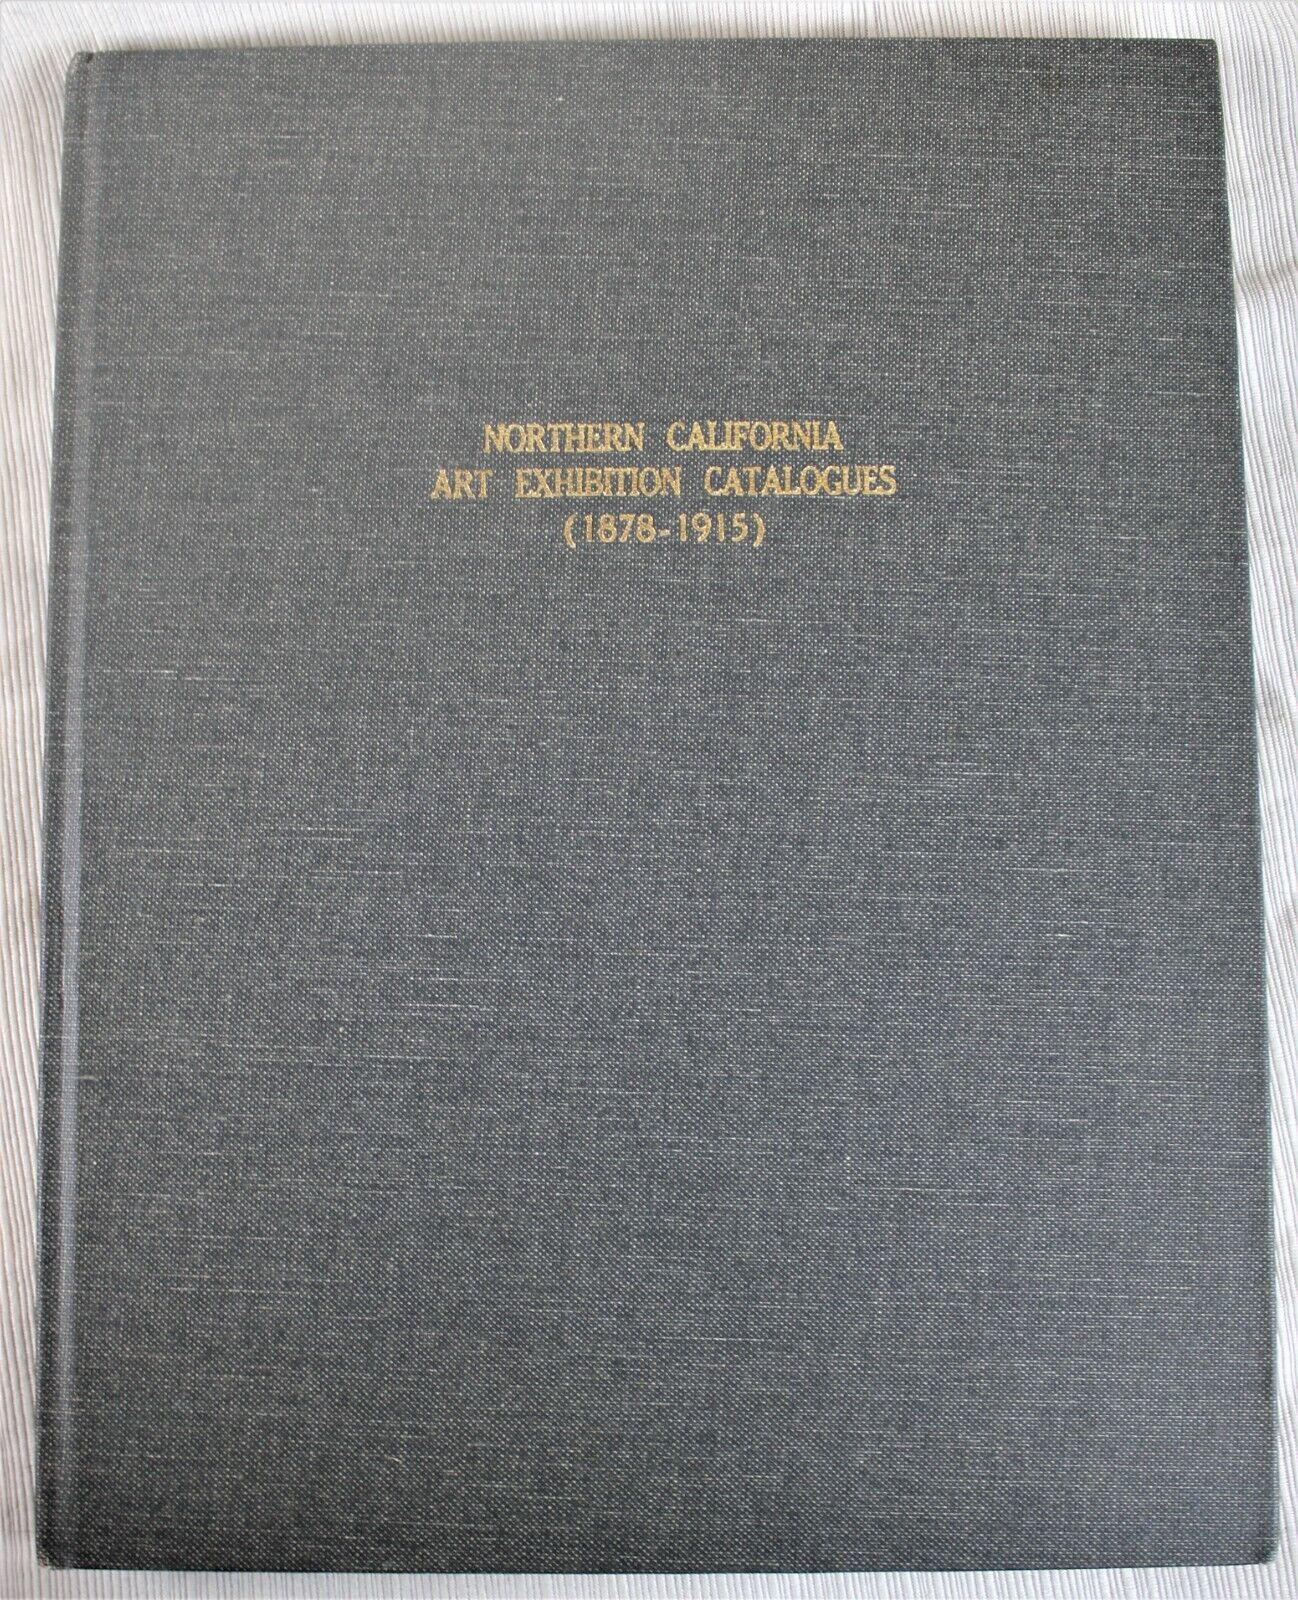 NORTHERN CALIFORNIA
ART EXHIBITION CATALOGUES
(1878-1915)